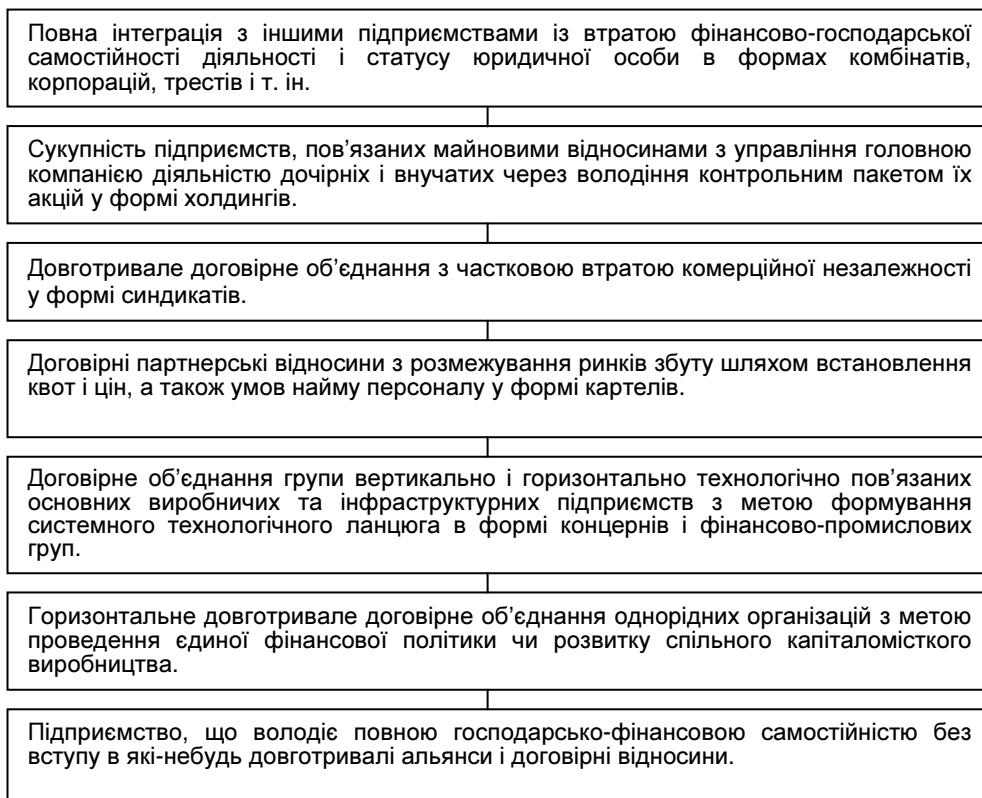 Повна інтеграція з іншими підприємствами із втратою фінансово-господарської
самостійності діяльності і статусу юридичної особи в формах комбінатів,
корпорацій, трестів і т. ін.
Сукупність підприємств, пов’язаних майновими відносинами з управління головною
компанією діяльністю дочірніх і внучатих через володіння контрольним пакетом їх
акцій у формі холдингів.
Довготривале договірне об’єднання з частковою втратою комерційної незалежності
у формі синдикатів.
Договірні партнерські відносини з розмежування ринків збуту шляхом встановлення
квот і цін, а також умов найму персоналу у формі картелів.
Договірне об’єднання групи вертикально і горизонтально технологічно пов’язаних
основних виробничих та інфраструктурних підприємств з метою формування
системного технологічного ланцюга в формі концернів і фінансово-промислових
груп.
Горизонтальне довготривале договірне об’єднання однорідних організацій з метою
проведення єдиної фінансової політики чи розвитку спільного капіталомісткого
виробництва.
Підприємство, що володіє повною господарсько-фінансовою самостійністю без
вступу в які-небудь довготривалі альянси і договірні відносини.